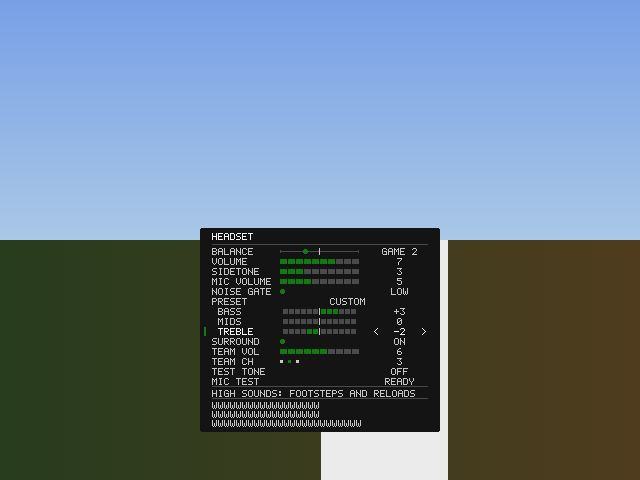 HEADSET
BALANCE GAME 2
VOLUME 7
SIDETONE 3
MIC VOLUME 5
NOISE GATE LOW
PRESET CUSTOM
BASS +3
MIDS 0
TREBLE < -2 >
SURROUND ON
TEAM VOL 6
TEAM CH 3
TEST TONE OFF
MIC TEST READY
HIGH SOUNDS: FOOTSTEPS AND RELOADS
WWWWWWWWWWWWWWWWWW
WWWWWWWWWWWWWWWWWW
WWWWWWWWWWWWWWWWWWWWWWWWW